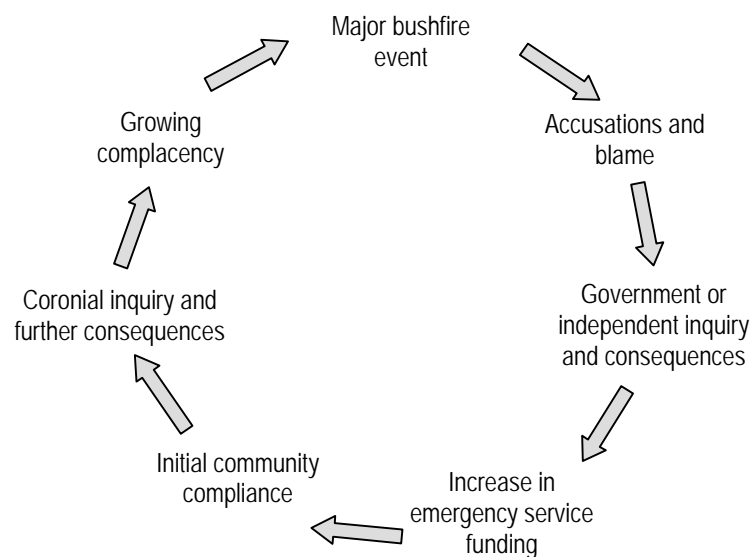 Major bushfire
event
Accusations and
blame
Government or
independent inquiry
and consequences
Increase in
emergency service
funding
Initial community
compliance
Coronial inquiry and
further consequences
Growing
complacency